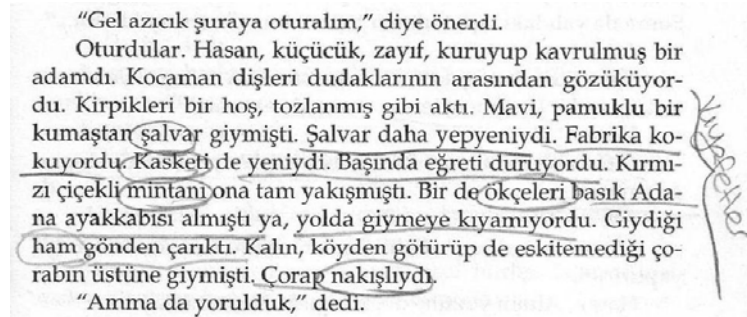 “Gel azıcık şuraya oturalım,” diye önerdi.
Oturdular. Hasan, küçücük, zayıf, kuruyup kavrulmuş bir
adamdı. Kocaman dişleri dudaklarının arasından gözüküyor-
du. Kirpikleri bir hoş, tozlanmış gibi aktı. Mavi, pamuklu bir
kumaştan şalvar giymişti. Şalvar daha yepyeniydi. Fabrika ko-
kuyordu. Kasketi de yeniydi. Başında eğreti duruyordu. Kırmı-
zı çiçekli mintanı ona tam yakışmıştı. Bir de ökçeleri basık Ada-
na ayakkabısı almıştı ya, yolda giymeye kıyamıyordu. Giydiği
ham gönden çarıktı. Kalın, köyden götürüp de eskitemediği ço-
rabın üstüne giymişti. Çorap nakışlıydı.
“Amma da yorulduk,” dedi.
Kıyafetler